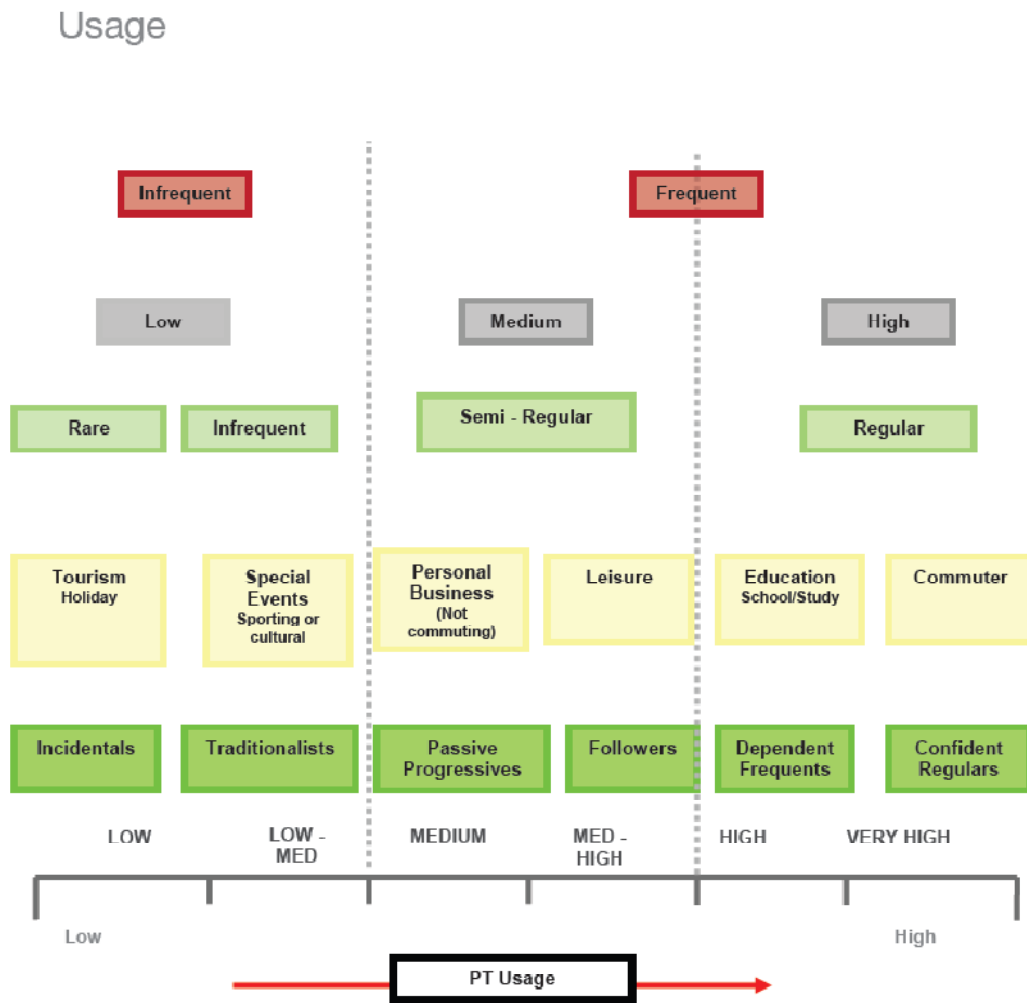 Usage
Infrequent
Frequent
Low
Medium
High
Rare
Infrequent
Semi - Regular
Regular
Tourism
Holiday
Special
Events
Sporting or
cultural
Personal
Business
(Not
commuting)
Leisure
Education
School/Study
Commuter
Incidentals
Traditionalists
Passive
Progressives
Followers
Dependent
Frequents
Confident
Regulars
LOW
LOW -
MED
MEDIUM
MED -
HIGH
HIGH
VERY HIGH
Low
High
PT Usage